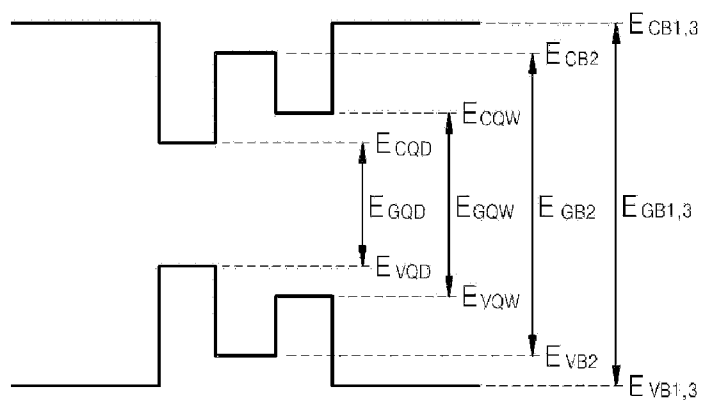 E CB1,3
E CB2
E CQW
E CQD
E GQD
E GQW
E GB2
E GB1,3
E VQD
E VQW
E VB2
E VB1,3